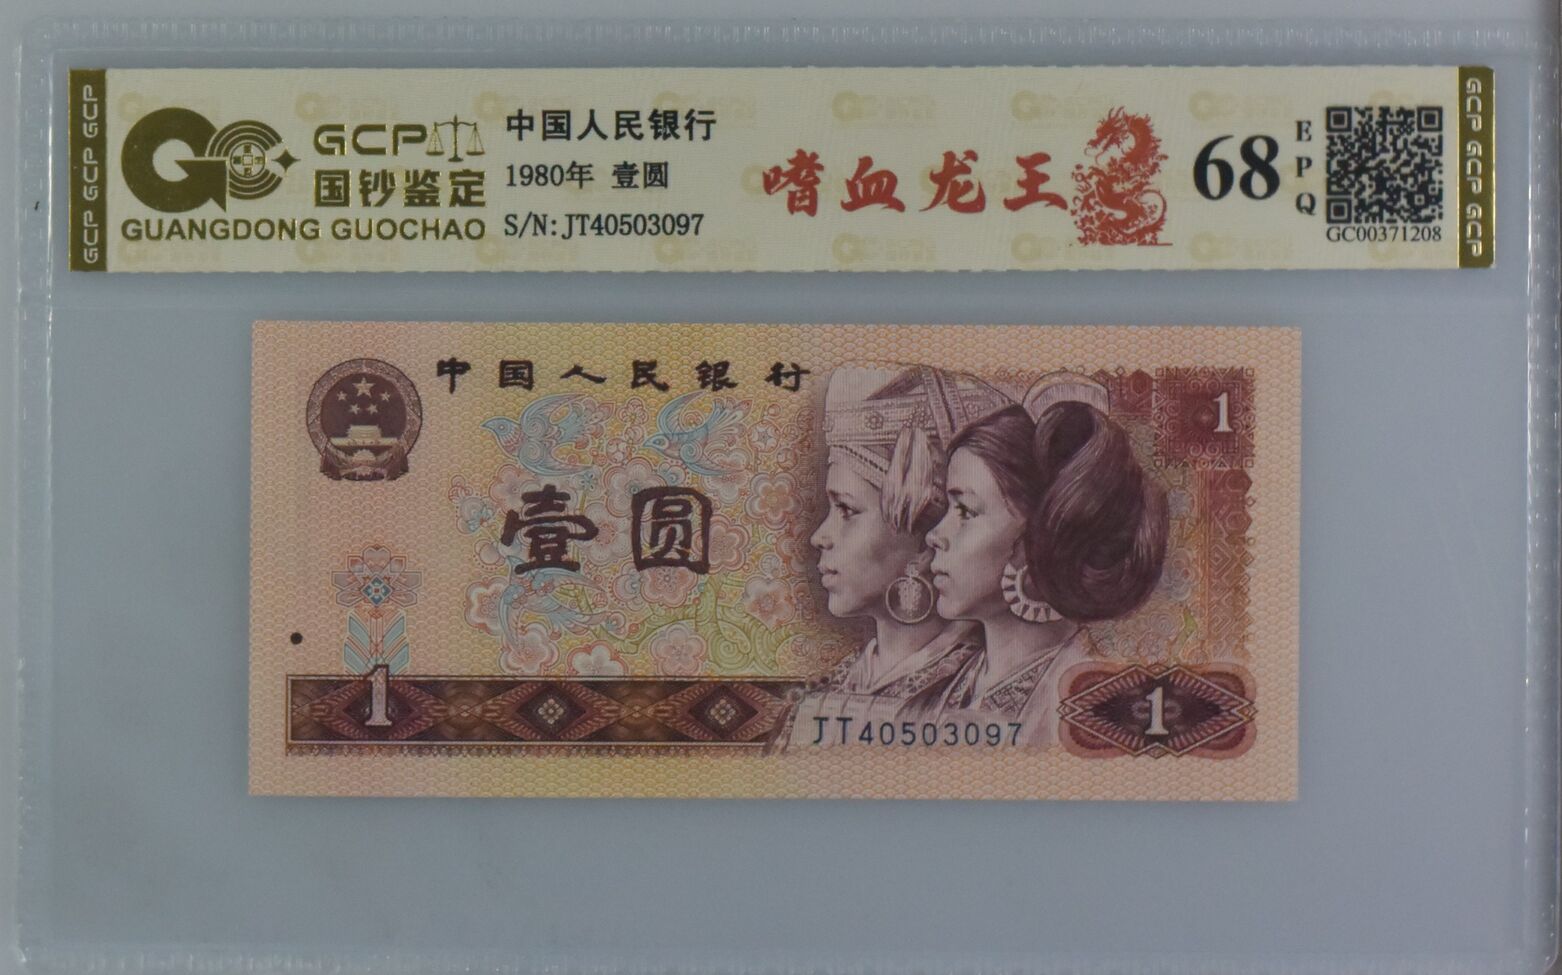 GCP GCP GCP
GCP
国钞鉴定
GUANGDONG GUOCHAO
中国人民银行
1980年 壹圆
S/N:JT40503097
嗜血龙王
68
EPQ
GC00371208
GCP GCP GCP
中国人民银行
1
壹圆
1
JT40503097
1